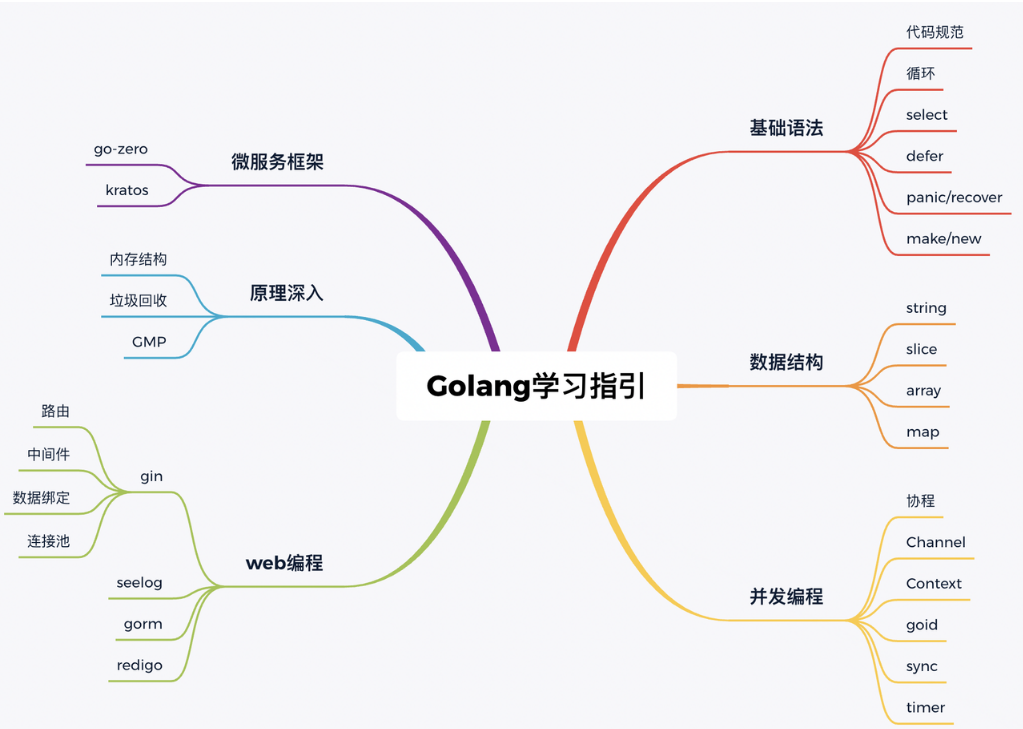 Golang学习指引
基础语法
代码规范
循环
select
defer
panic/recover
make/new
数据结构
string
slice
array
map
并发编程
协程
Channel
Context
goid
sync
timer
微服务框架
go-zero
kratos
原理深入
内存结构
垃圾回收
GMP
web编程
gin
路由
中间件
数据绑定
连接池
seelog
gorm
redigo